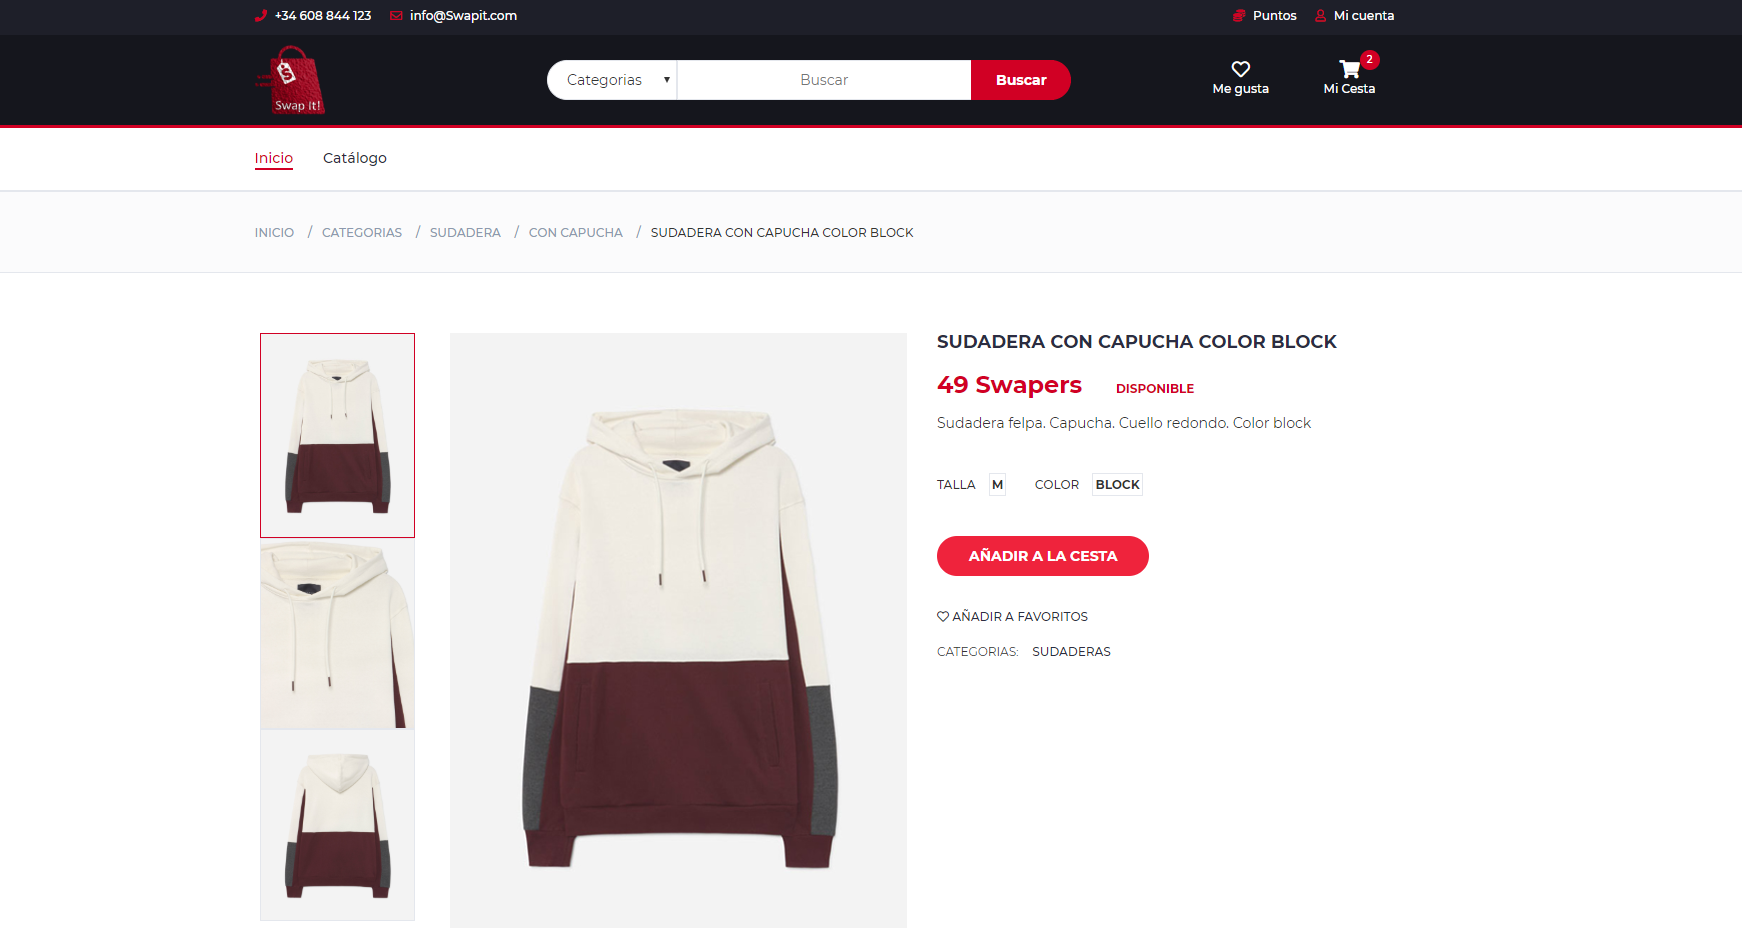 +34 608 844 123 info@Swapit.com Puntos Mi cuenta
S
Swap it!
Categorias Buscar Buscar
Me gusta
2
Mi Cesta
Inicio Catálogo
INICIO / CATEGORIAS / SUDADERA / CON CAPUCHA / SUDADERA CON CAPUCHA COLOR BLOCK
SUDADERA CON CAPUCHA COLOR BLOCK
49 Swapers DISPONIBLE
Sudadera felpa. Capucha. Cuello redondo. Color block
TALLA M COLOR BLOCK
AÑADIR A LA CESTA
AÑADIR A FAVORITOS
CATEGORIAS: SUDADERAS